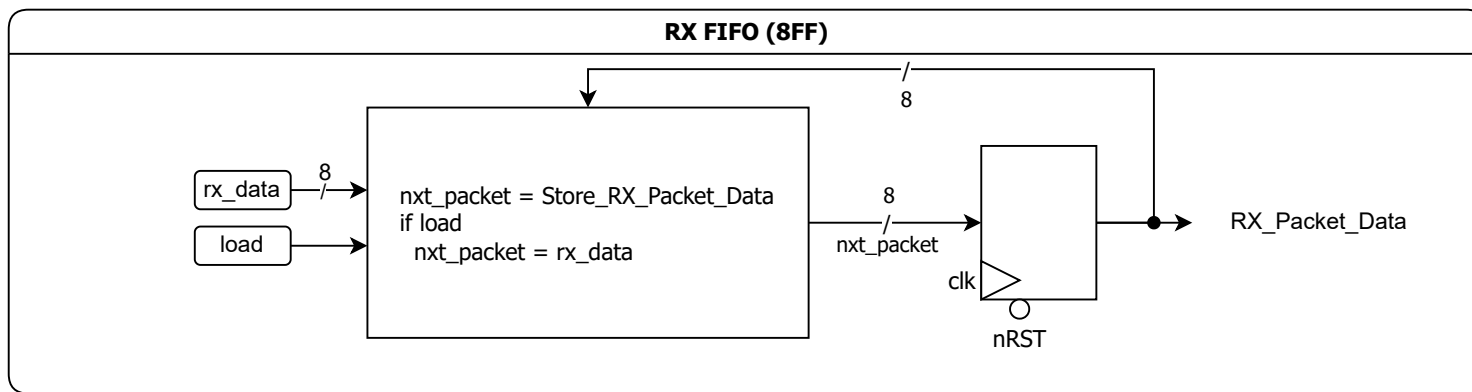 RX FIFO (8FF)
8
rx_data
8
load
nxt_packet = Store_RX_Packet_Data
if load
nxt_packet = rx_data
8
nxt_packet
clk
nRST
RX_Packet_Data